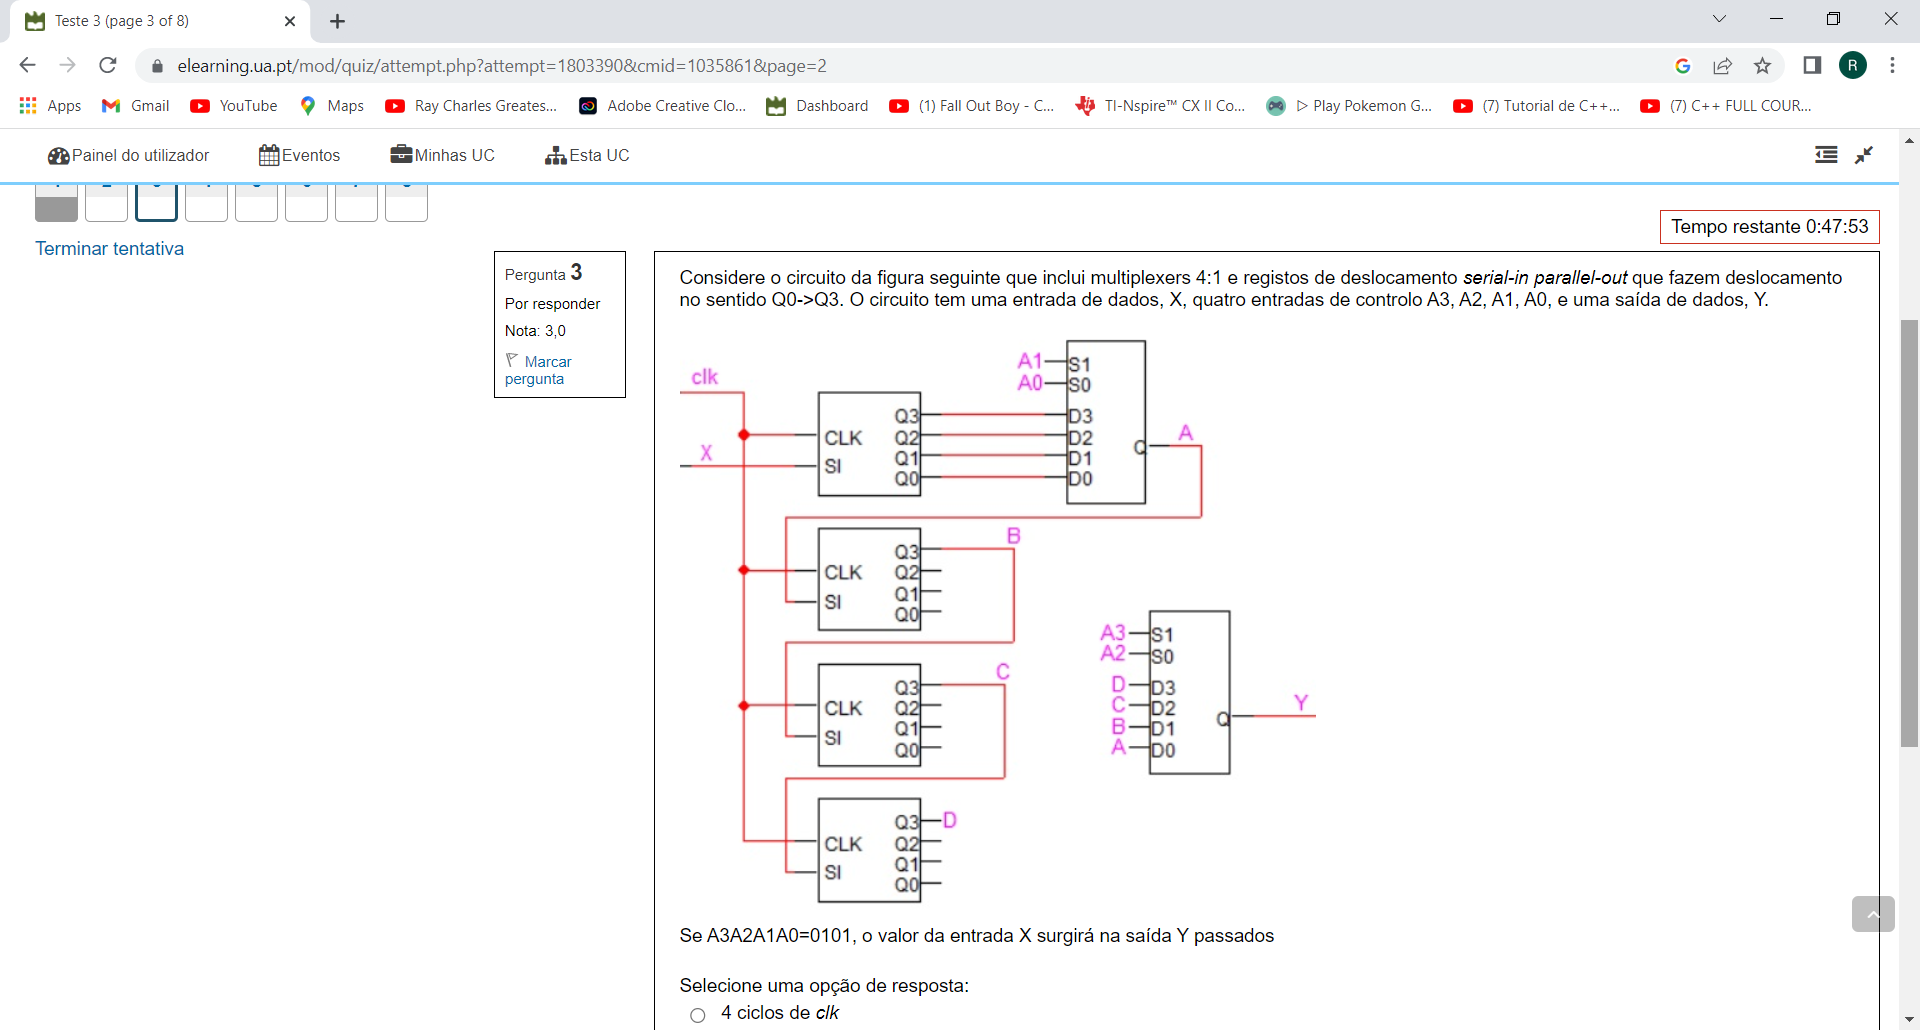 Teste 3 (page 3 of 8)
elearning.ua.pt/mod/quiz/attempt.php?attempt=1803390&cmid=1035861&page=2
R
Apps Gmail YouTube Maps Ray Charles Greates... Adobe Creative Clo... Dashboard (1) Fall Out Boy - C... TI-Nspire™ CX II Co... ▷ Play Pokemon G... (7) Tutorial de C++... (7) C++ FULL COUR...
Painel do utilizador Eventos Minhas UC Esta UC
Tempo restante 0:47:53
Terminar tentativa
Pergunta 3
Por responder
Nota: 3,0
Marcar
pergunta
Considere o circuito da figura seguinte que inclui multiplexers 4:1 e registos de deslocamento serial-in parallel-out que fazem deslocamento
no sentido Q0->Q3. O circuito tem uma entrada de dados, X, quatro entradas de controlo A3, A2, A1, A0, e uma saída de dados, Y.
A1 S1
clk A0 S0
Q3 D3
CLK Q2 D2 A
X Q1 D1 Q
SI Q0 D0
B
Q3
CLK Q2
SI Q1
Q0
A3 S1
A2 S0
C
Q3 D D3
CLK Q2 C D2 Y
SI Q1 B D1 Q
Q0 A D0
Q3 D
CLK Q2
SI Q1
Q0
Se A3A2A1A0=0101, o valor da entrada X surgirá na saída Y passados
Selecione uma opção de resposta:
4 ciclos de clk